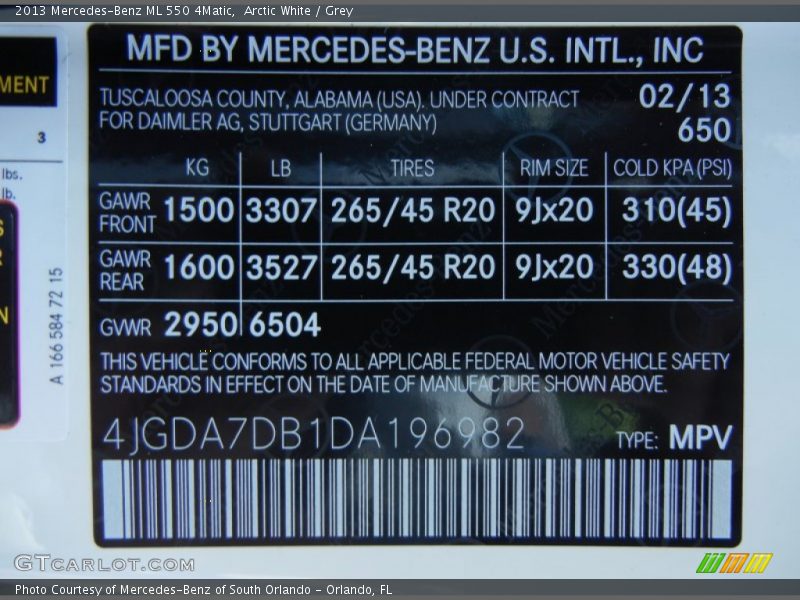 2013 Mercedes-Benz ML 550 4Matic, Arctic White / Grey
MENT
3
lbs.
lb.
A 166 584 72 15
MFD BY MERCEDES-BENZ U.S. INTL., INC
TUSCALOOSA COUNTY, ALABAMA (USA). UNDER CONTRACT 02/13
FOR DAIMLER AG, STUTTGART (GERMANY) 650
KG LB TIRES RIM SIZE COLD KPA (PSI)
GAWR FRONT 1500 3307 265/45 R20 9Jx20 310(45)
GAWR REAR 1600 3527 265/45 R20 9Jx20 330(48)
GVWR 2950 6504
THIS VEHICLE CONFORMS TO ALL APPLICABLE FEDERAL MOTOR VEHICLE SAFETY
STANDARDS IN EFFECT ON THE DATE OF MANUFACTURE SHOWN ABOVE.
4JGDA7DB1DA196982 TYPE: MPV
GTCARLOT.COM
Photo Courtesy of Mercedes-Benz of South Orlando - Orlando, FL